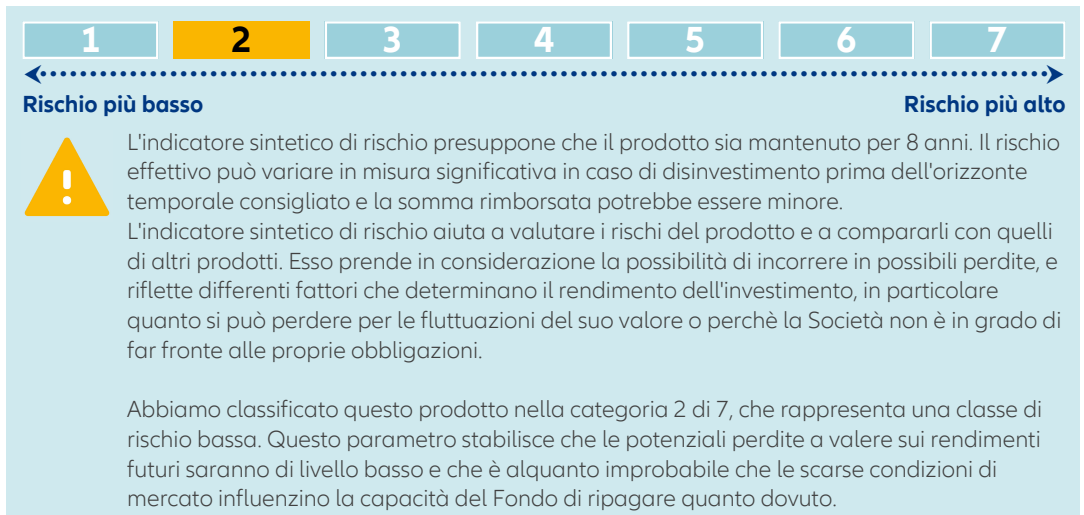 1 2 3 4 5 6 7
Rischio più basso Rischio più alto
L'indicatore sintetico di rischio presuppone che il prodotto sia mantenuto per 8 anni. Il rischio
effettivo può variare in misura significativa in caso di disinvestimento prima dell'orizzonte
temporale consigliato e la somma rimborsata potrebbe essere minore.
L'indicatore sintetico di rischio aiuta a valutare i rischi del prodotto e a compararli con quelli
di altri prodotti. Esso prende in considerazione la possibilità di incorrere in possibili perdite, e
riflette differenti fattori che determinano il rendimento dell'investimento, in particolare
quanto si può perdere per le fluttuazioni del suo valore o perchè la Società non è in grado di
far fronte alle proprie obbligazioni.
Abbiamo classificato questo prodotto nella categoria 2 di 7, che rappresenta una classe di
rischio bassa. Questo parametro stabilisce che le potenziali perdite a valere sui rendimenti
futuri saranno di livello basso e che è alquanto improbabile che le scarse condizioni di
mercato influenzino la capacità del Fondo di ripagare quanto dovuto.